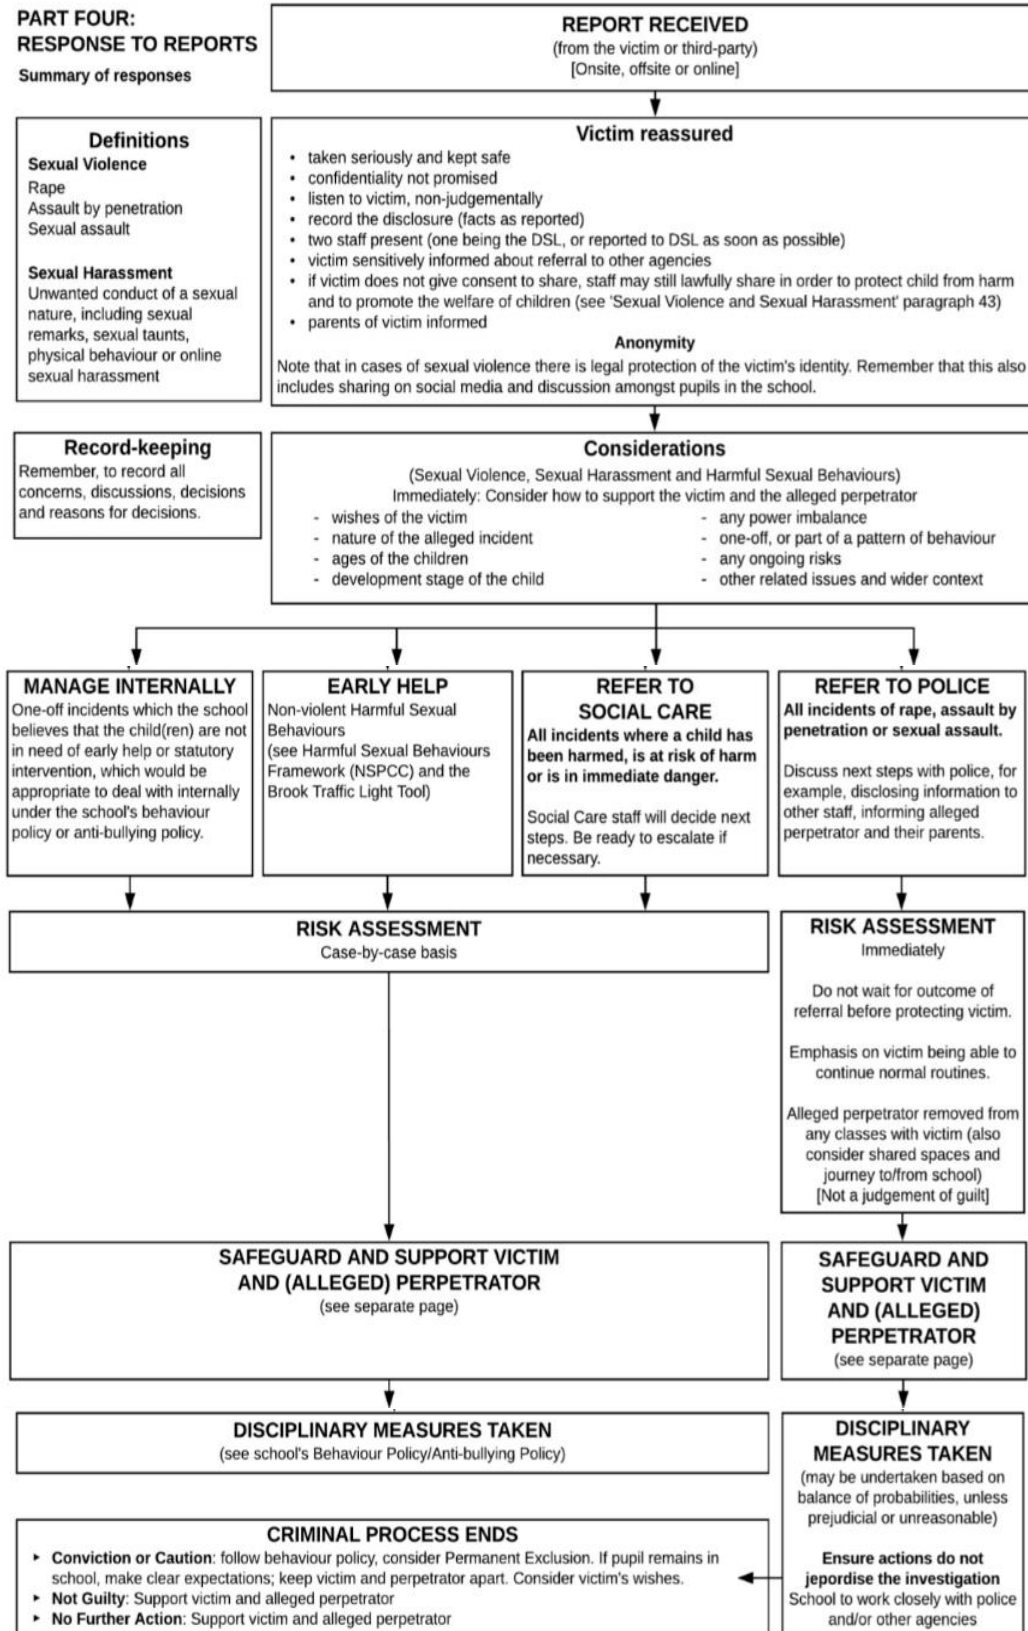 PART FOUR:
RESPONSE TO REPORTS
Summary of responses
REPORT RECEIVED
(from the victim or third-party)
[Onsite, offsite or online]
Definitions
Sexual Violence
Rape
Assault by penetration
Sexual assault
Sexual Harassment
Unwanted conduct of a sexual
nature, including sexual
remarks, sexual taunts,
physical behaviour or online
sexual harassment
Victim reassured
• taken seriously and kept safe
• confidentiality not promised
• listen to victim, non-judgementally
• record the disclosure (facts as reported)
• two staff present (one being the DSL, or reported to DSL as soon as possible)
• victim sensitively informed about referral to other agencies
• if victim does not give consent to share, staff may still lawfully share in order to protect child from harm
and to promote the welfare of children (see 'Sexual Violence and Sexual Harassment' paragraph 43)
• parents of victim informed
Anonymity
Note that in cases of sexual violence there is legal protection of the victim's identity. Remember that this also
includes sharing on social media and discussion amongst pupils in the school.
Record-keeping
Remember, to record all
concerns, discussions, decisions
and reasons for decisions.
Considerations
(Sexual Violence, Sexual Harassment and Harmful Sexual Behaviours)
Immediately: Consider how to support the victim and the alleged perpetrator
- wishes of the victim
- nature of the alleged incident
- ages of the children
- development stage of the child
- any power imbalance
- one-off, or part of a pattern of behaviour
- any ongoing risks
- other related issues and wider context
MANAGE INTERNALLY
One-off incidents which the school
believes that the child(ren) are not
in need of early help or statutory
intervention, which would be
appropriate to deal with internally
under the school's behaviour
policy or anti-bullying policy.
EARLY HELP
Non-violent Harmful Sexual
Behaviours
(see Harmful Sexual Behaviours
Framework (NSPCC) and the
Brook Traffic Light Tool)
REFER TO
SOCIAL CARE
All incidents where a child has
been harmed, is at risk of harm
or is in immediate danger.
Social Care staff will decide next
steps. Be ready to escalate if
necessary.
REFER TO POLICE
All incidents of rape, assault by
penetration or sexual assault.
Discuss next steps with police, for
example, disclosing information to
other staff, informing alleged
perpetrator and their parents.
RISK ASSESSMENT
Case-by-case basis
RISK ASSESSMENT
Immediately
Do not wait for outcome of
referral before protecting victim.
Emphasis on victim being able to
continue normal routines.
Alleged perpetrator removed from
any classes with victim (also
consider shared spaces and
journey to/from school)
[Not a judgement of guilt]
SAFEGUARD AND SUPPORT VICTIM
AND (ALLEGED) PERPETRATOR
(see separate page)
SAFEGUARD AND
SUPPORT VICTIM
AND (ALLEGED)
PERPETRATOR
(see separate page)
DISCIPLINARY MEASURES TAKEN
(see school's Behaviour Policy/Anti-bullying Policy)
DISCIPLINARY
MEASURES TAKEN
(may be undertaken based on
balance of probabilities, unless
prejudicial or unreasonable)
Ensure actions do not
jepordise the investigation
School to work closely with police
and/or other agencies
CRIMINAL PROCESS ENDS
‣ Conviction or Caution: follow behaviour policy, consider Permanent Exclusion. If pupil remains in
school, make clear expectations; keep victim and perpetrator apart. Consider victim's wishes.
‣ Not Guilty: Support victim and alleged perpetrator
‣ No Further Action: Support victim and alleged perpetrator